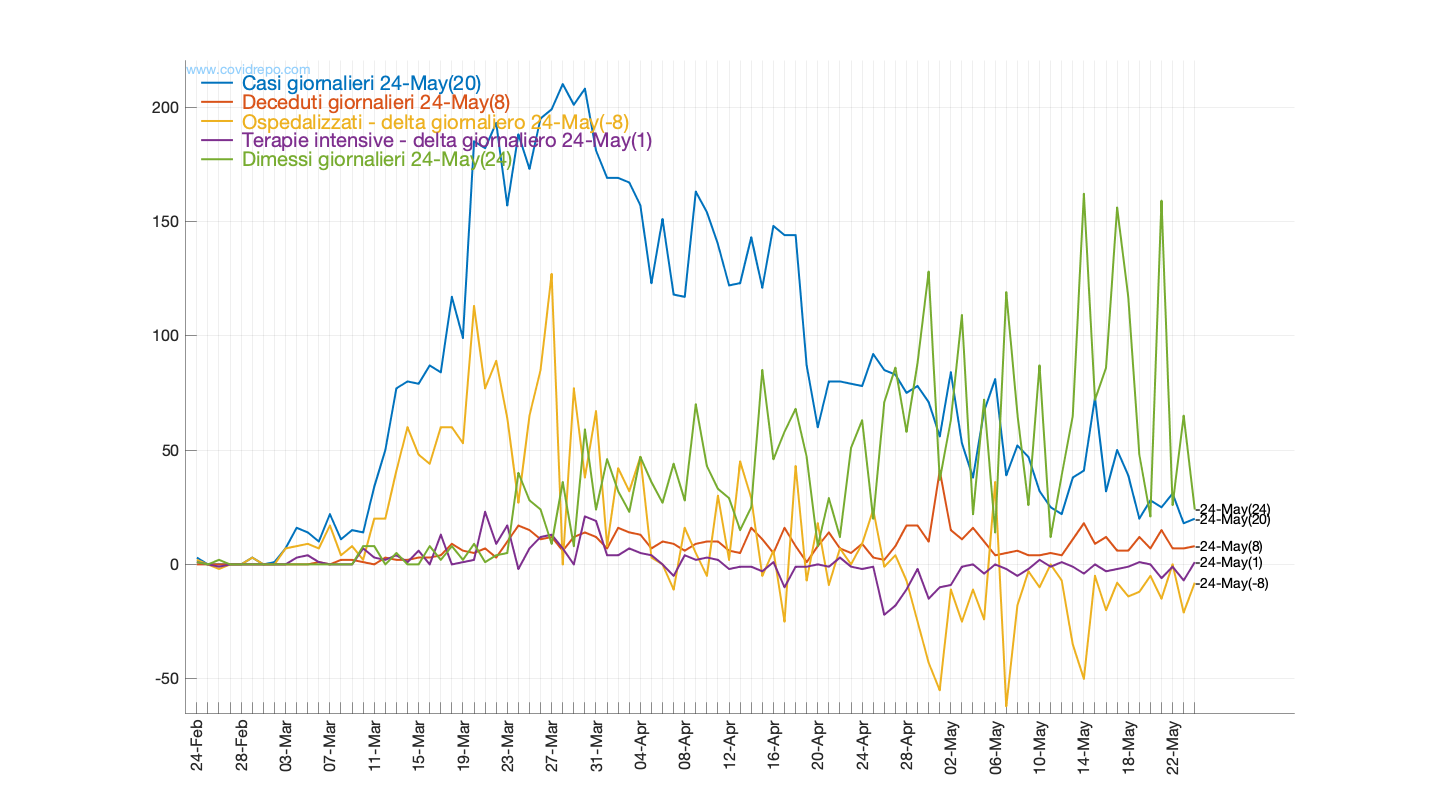 www.covidrepo.com
Casi giornalieri 24-May(20)
Deceduti giornalieri 24-May(8)
Ospedalizzati - delta giornaliero 24-May(-8)
Terapie intensive - delta giornaliero 24-May(1)
Dimessi giornalieri 24-May(24)
200
150
100
50
0
-50
-24-May(24)
-24-May(20)
-24-May(8)
-24-May(1)
-24-May(-8)
24-Feb
28-Feb
03-Mar
07-Mar
11-Mar
15-Mar
19-Mar
23-Mar
27-Mar
31-Mar
04-Apr
08-Apr
12-Apr
16-Apr
20-Apr
24-Apr
28-Apr
02-May
06-May
10-May
14-May
18-May
22-May